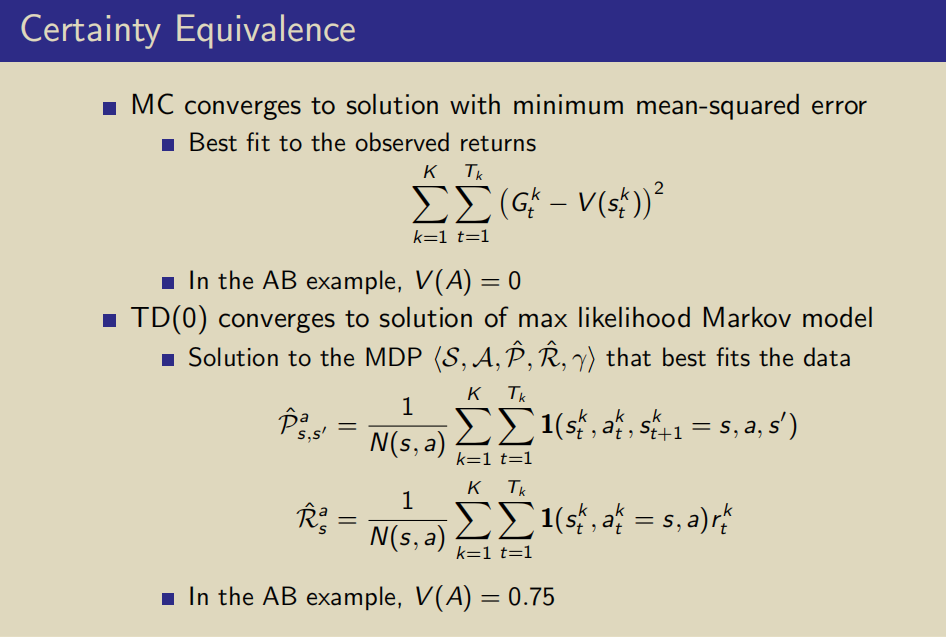 Certainty Equivalence
MC converges to solution with minimum mean-squared error
Best fit to the observed returns
$\sum_{k=1}^{K} \sum_{t=1}^{T_k} \left( G_t^k - V(s_t^k) \right)^2$
In the AB example, $V(A) = 0$
TD(0) converges to solution of max likelihood Markov model
Solution to the MDP $\langle \mathcal{S}, \mathcal{A}, \hat{\mathcal{P}}, \hat{\mathcal{R}}, \gamma \rangle$ that best fits the data
$\hat{\mathcal{P}}_{s,s'}^a = \frac{1}{N(s,a)} \sum_{k=1}^{K} \sum_{t=1}^{T_k} \mathbf{1}(s_t^k, a_t^k, s_{t+1}^k = s, a, s')$
$\hat{\mathcal{R}}_s^a = \frac{1}{N(s,a)} \sum_{k=1}^{K} \sum_{t=1}^{T_k} \mathbf{1}(s_t^k, a_t^k = s, a) r_t^k$
In the AB example, $V(A) = 0.75$